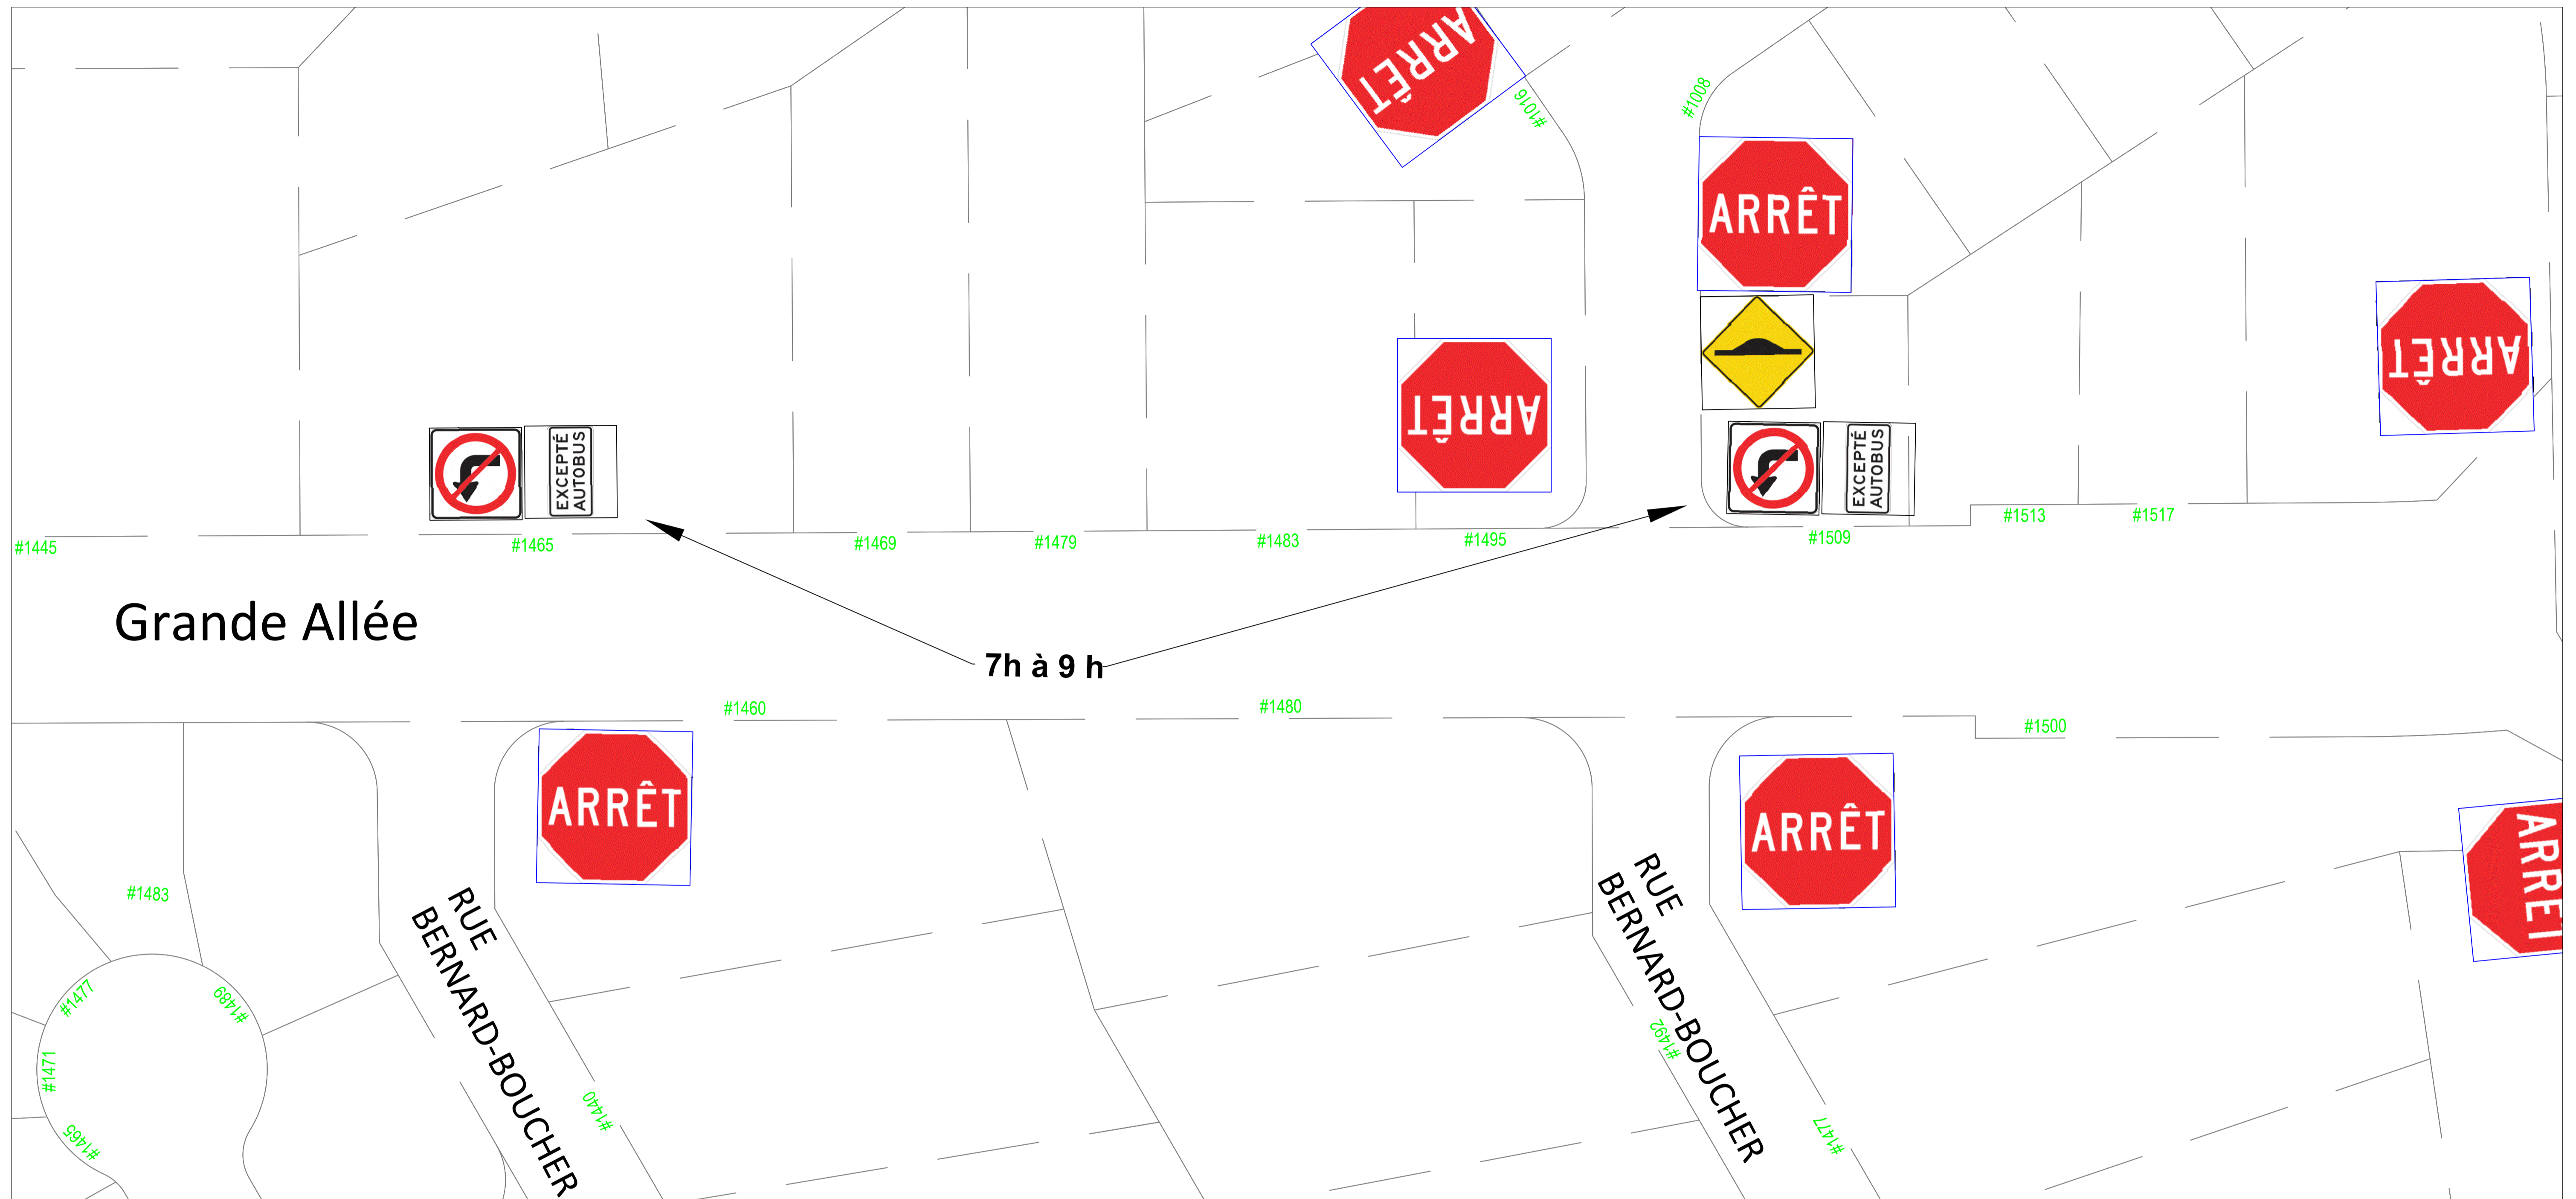 ARRÊT
#1016
#1008
ARRÊT
ARRÊT
ARRÊT
EXCEPTÉ
AUTOBUS
EXCEPTÉ
AUTOBUS
#1445
#1465
#1469
#1479
#1483
#1495
#1509
#1513
#1517
Grande Allée
7h à 9 h
#1460
#1480
#1500
ARRÊT
ARRÊT
ARRÊT
#1483
RUE
BERNARD-BOUCHER
RUE
BERNARD-BOUCHER
#1477
#1489
#1471
#1465
#1440
#1492
#1477